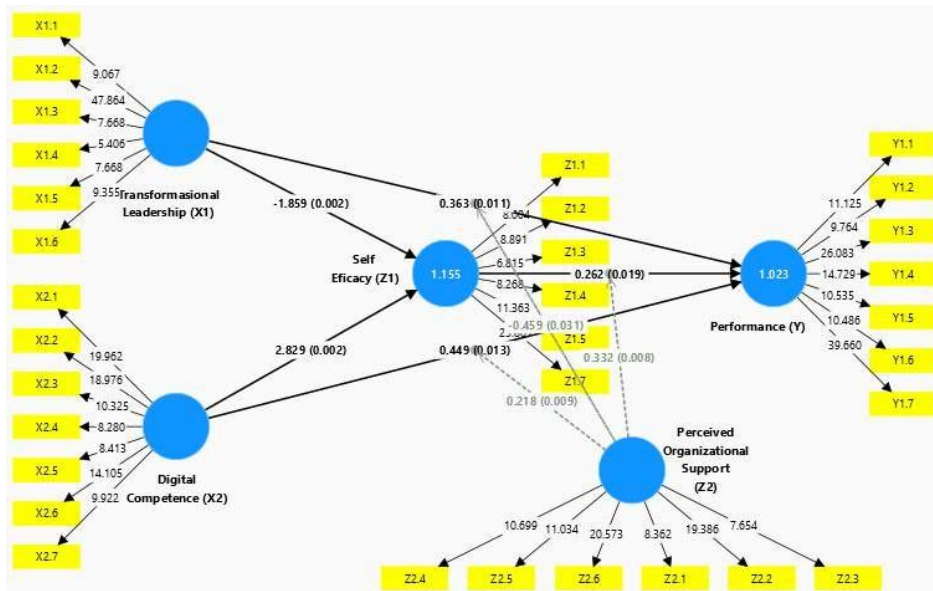 X1.1
X1.2
X1.3
X1.4
X1.5
X1.6
9.067
47.864
7.668
5.406
7.668
9.355
Transformasional
Leadership (X1)
-1.859 (0.002)
0.363 (0.011)
X2.1
X2.2
X2.3
X2.4
X2.5
X2.6
X2.7
19.962
18.976
10.325
8.280
8.413
14.105
9.922
Digital
Competence (X2)
2.829 (0.002)
0.449 (0.013)
Self
Eficacy (Z1)
1.155
Z1.1
Z1.2
Z1.3
Z1.4
Z1.5
Z1.7
8.891
6.815
8.268
11.363
0.262 (0.019)
-0.459 (0.031)
0.332 (0.008)
0.218 (0.009)
1.023
Performance (Y)
Y1.1
Y1.2
Y1.3
Y1.4
Y1.5
Y1.6
Y1.7
11.125
9.764
26.083
14.729
10.535
10.486
39.660
Perceived
Organizational
Support
(Z2)
10.699
11.034
20.573
8.362
19.386
7.654
Z2.4
Z2.5
Z2.6
Z2.1
Z2.2
Z2.3